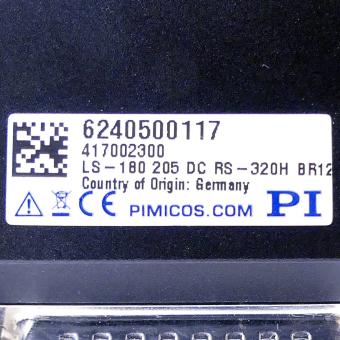 6240500117
417002300
LS-180 205 DC RS-320H BR12
Country of Origin: Germany
CE PIMICOS.COM PI